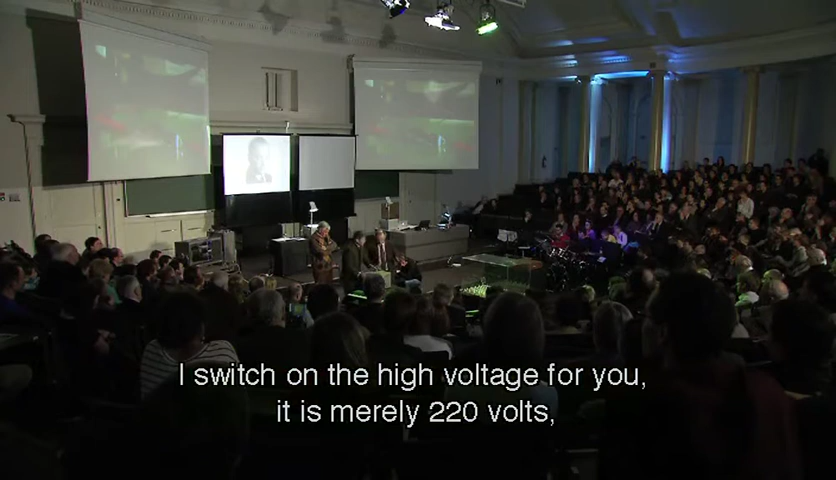 I switch on the high voltage for you,
it is merely 220 volts,